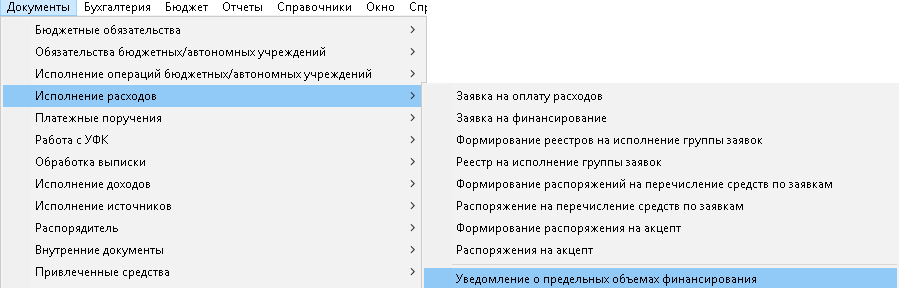 Документы Бухгалтерия Бюджет Отчеты Справочники Окно Спр
Бюджетные обязательства
Обязательства бюджетных/автономных учреждений
Исполнение операций бюджетных/автономных учреждений
Исполнение расходов
Платежные поручения
Работа с УФК
Обработка выписки
Исполнение доходов
Исполнение источников
Распорядитель
Внутренние документы
Привлеченные средства
Заявка на оплату расходов
Заявка на финансирование
Формирование реестров на исполнение группы заявок
Реестр на исполнение группы заявок
Формирование распоряжений на перечисление средств по заявкам
Распоряжение на перечисление средств по заявкам
Формирование распоряжения на акцепт
Распоряжения на акцепт
Уведомление о предельных объемах финансирования